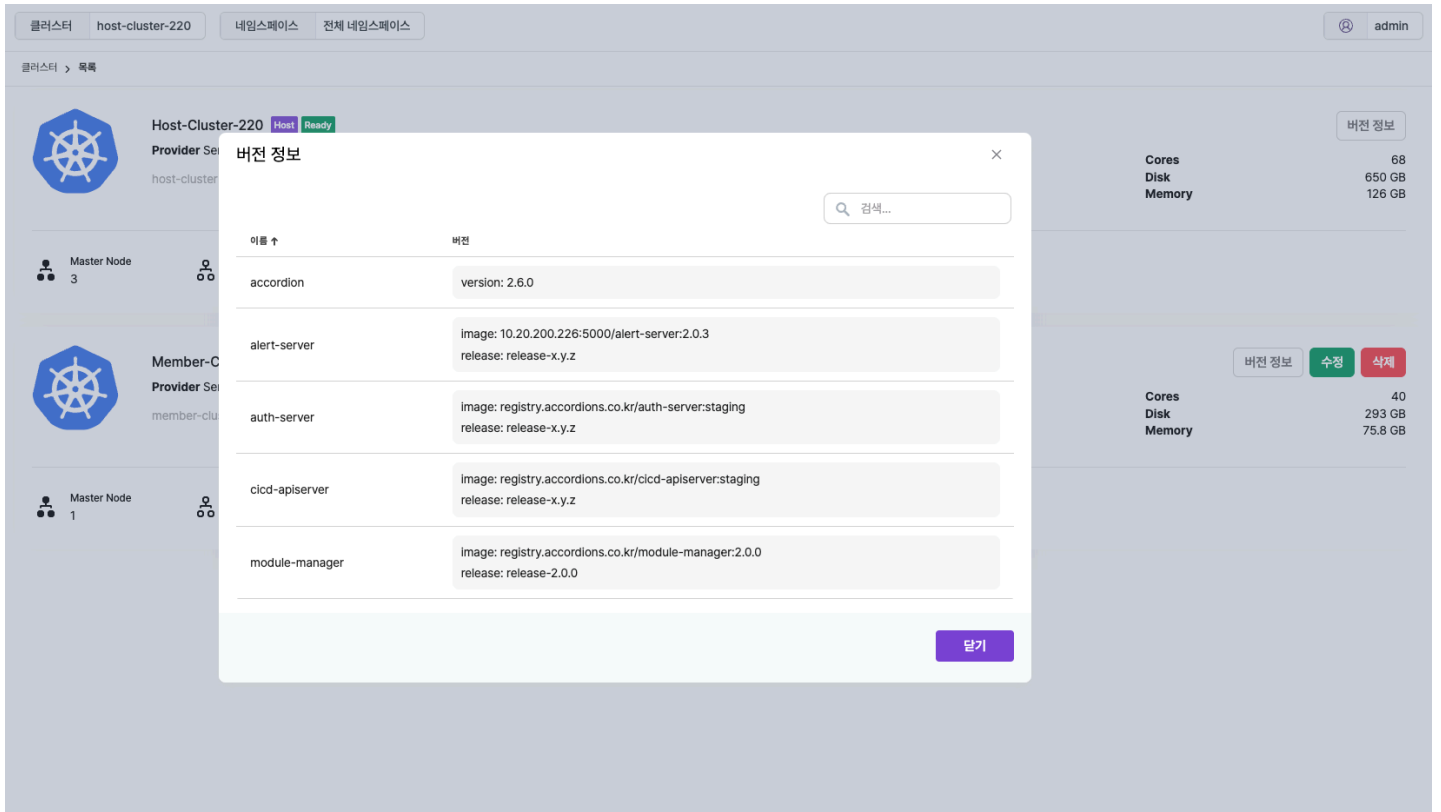 클러스터 host-cluster-220 네임스페이스 전체 네임스페이스 admin
클러스터 > 목록
Host-Cluster-220 Host Ready
버전 정보
Provider
host-cluster
Cores 68
Disk 650 GB
Memory 126 GB
Master Node
3
버전 정보
검색...
이름 ↑ 버전
accordion
version: 2.6.0
alert-server
image: 10.20.200.226:5000/alert-server:2.0.3
release: release-x.y.z
auth-server
image: registry.accordions.co.kr/auth-server:staging
release: release-x.y.z
cicd-apiserver
image: registry.accordions.co.kr/cicd-apiserver:staging
release: release-x.y.z
module-manager
image: registry.accordions.co.kr/module-manager:2.0.0
release: release-2.0.0
닫기
Member-C
버전 정보 수정 삭제
Provider
member-clu
Cores 40
Disk 293 GB
Memory 75.8 GB
Master Node
1